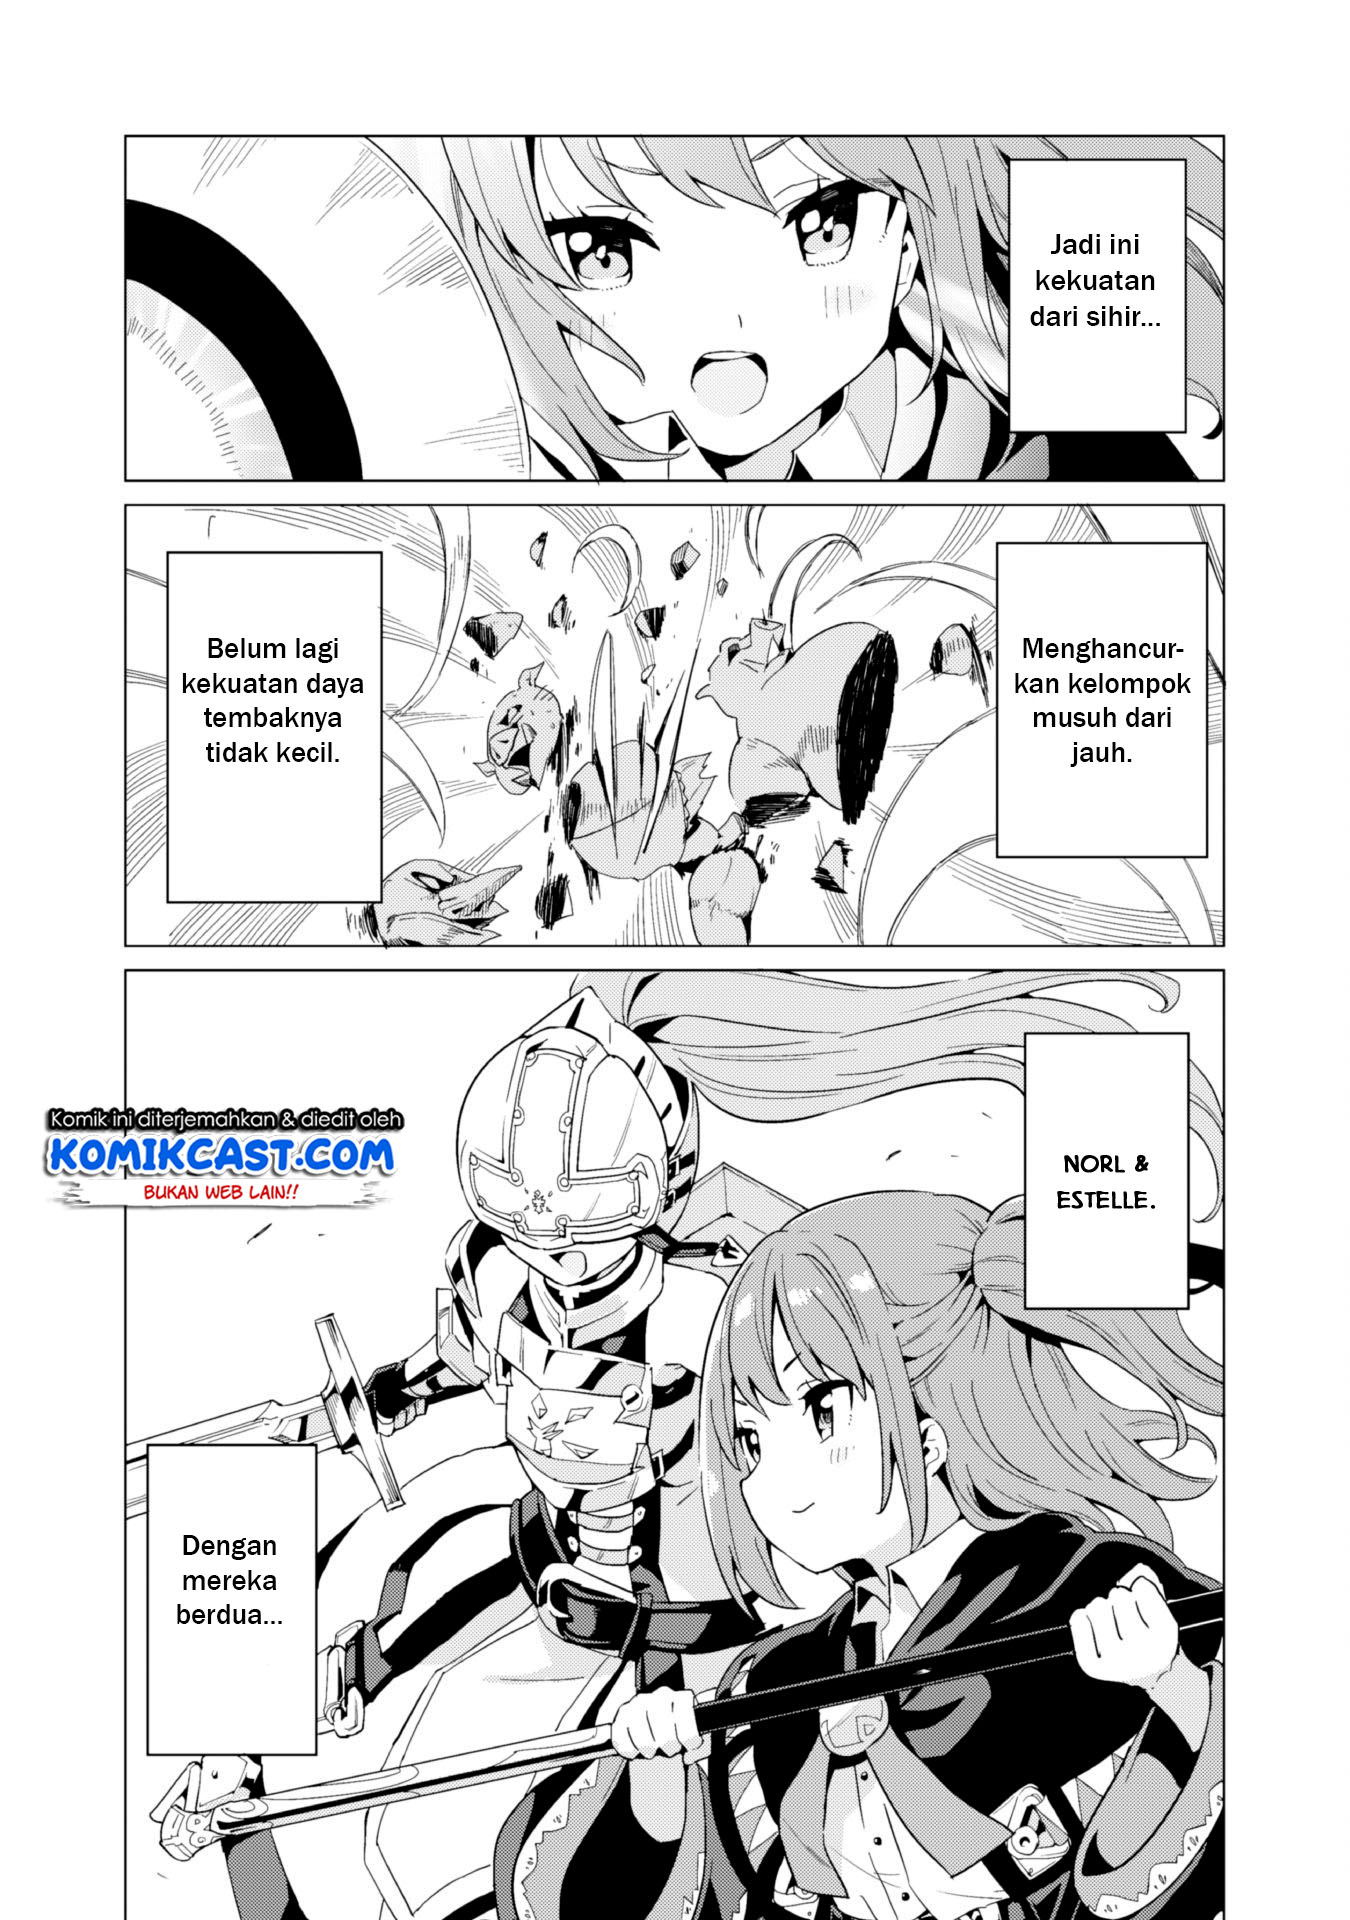 Jadi ini
kekuatan
dari sihir...
Menghancur-
kan kelompok
musuh dari
jauh.
Belum lagi
kekuatan daya
tembaknya
tidak kecil.
NORL &
ESTELLE.
Komik ini diterjemahkan & diedit oleh
KOMIKCAST.COM
BUKAN WEB LAIN!!
Dengan
mereka
berdua...